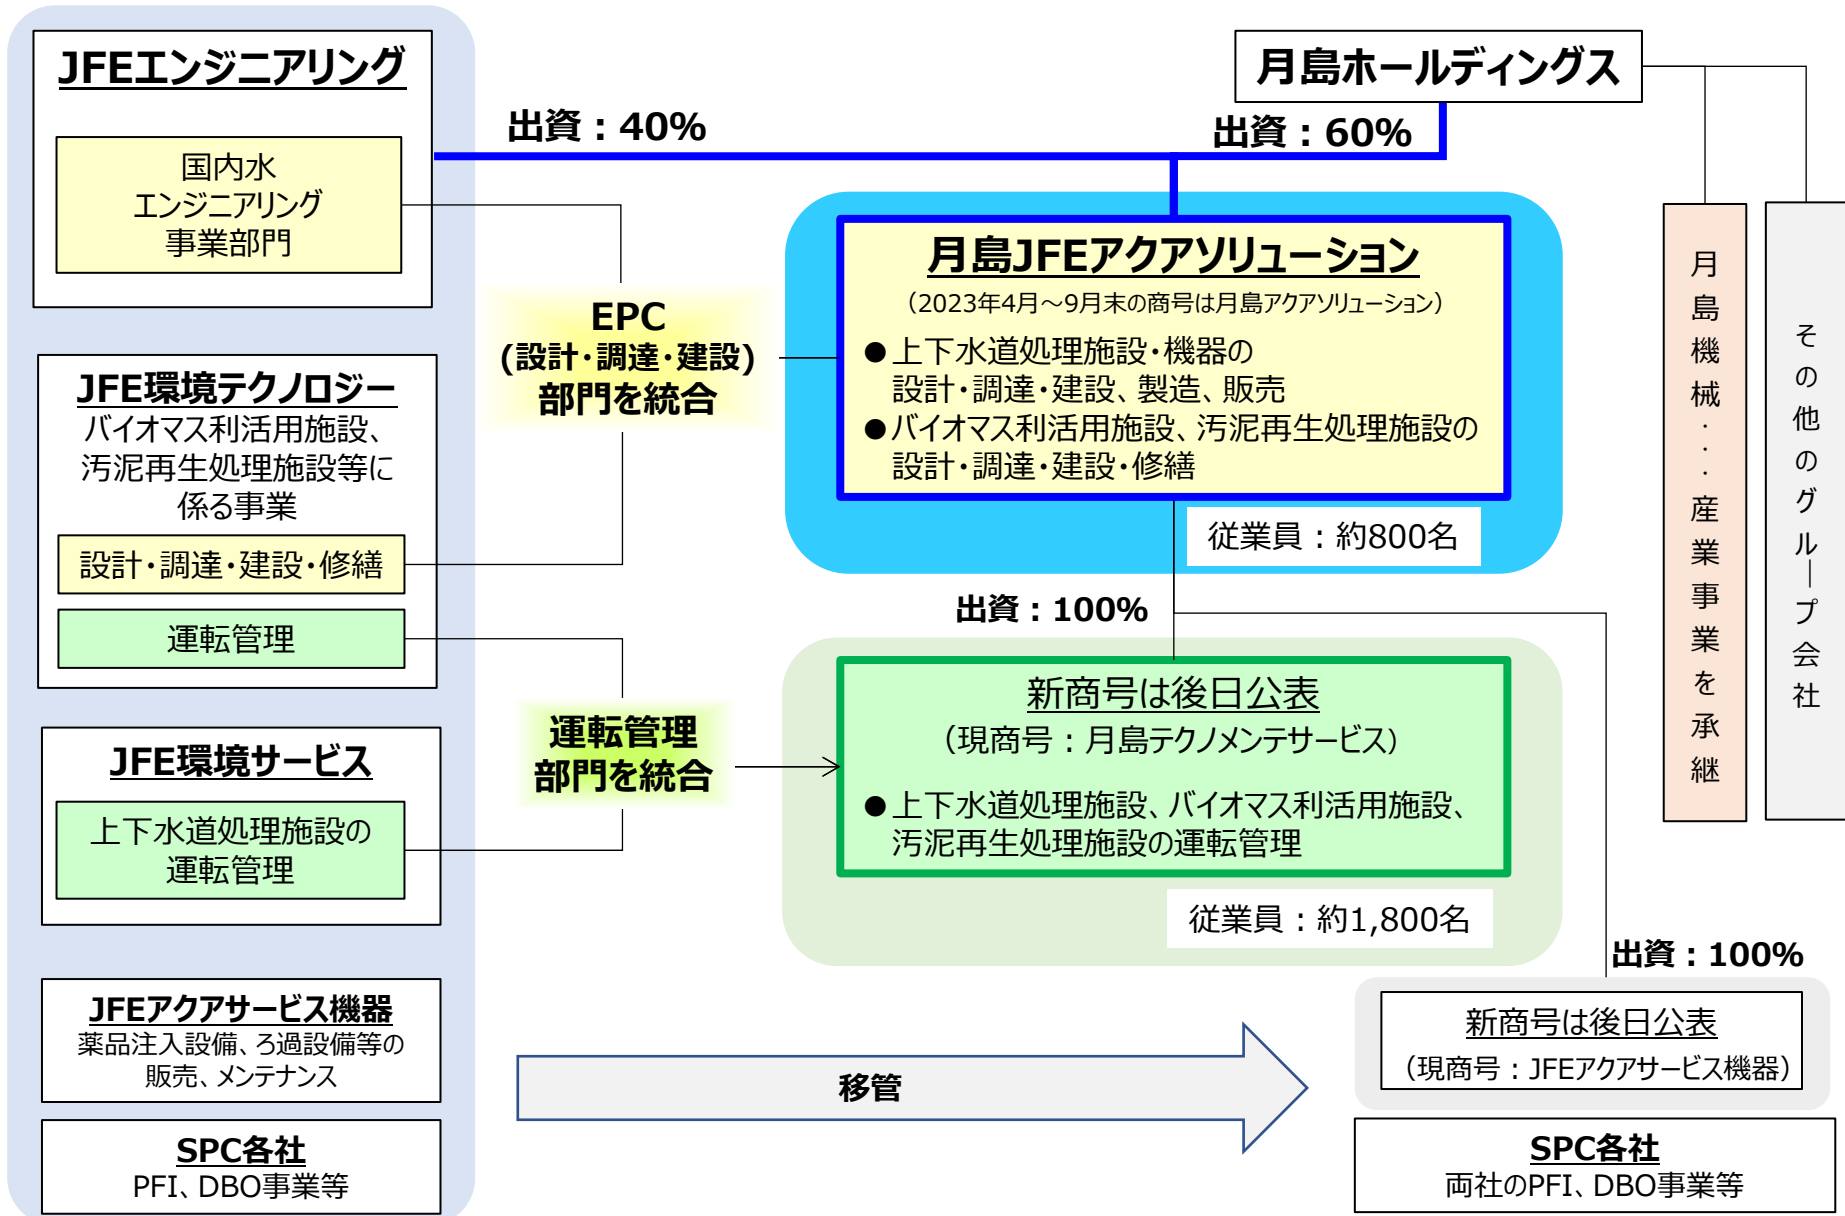 JFEエンジニアリング
国内水
エンジニアリング
事業部門
JFE環境テクノロジー
バイオマス利活用施設、
汚泥再生処理施設等に
係る事業
設計・調達・建設・修繕
運転管理
JFE環境サービス
上下水道処理施設の
運転管理
JFEアクアサービス機器
薬品注入設備、ろ過設備等の
販売、メンテナンス
SPC各社
PFI、DBO事業等
出資：40%
出資：60%
月島ホールディングス
EPC
(設計・調達・建設)
部門を統合
運転管理
部門を統合
月島JFEアクアソリューション
（2023年4月～9月末の商号は月島アクアソリューション）
●上下水道処理施設・機器の
設計・調達・建設、製造、販売
●バイオマス利活用施設、汚泥再生処理施設の
設計・調達・建設・修繕
従業員：約800名
出資：100%
新商号は後日公表
（現商号：月島テクノメンテサービス）
●上下水道処理施設、バイオマス利活用施設、
汚泥再生処理施設の運転管理
従業員：約1,800名
月島機械・・・産業事業を承継
その他のグループ会社
出資：100%
新商号は後日公表
（現商号：JFEアクアサービス機器）
移管
SPC各社
両社のPFI、DBO事業等